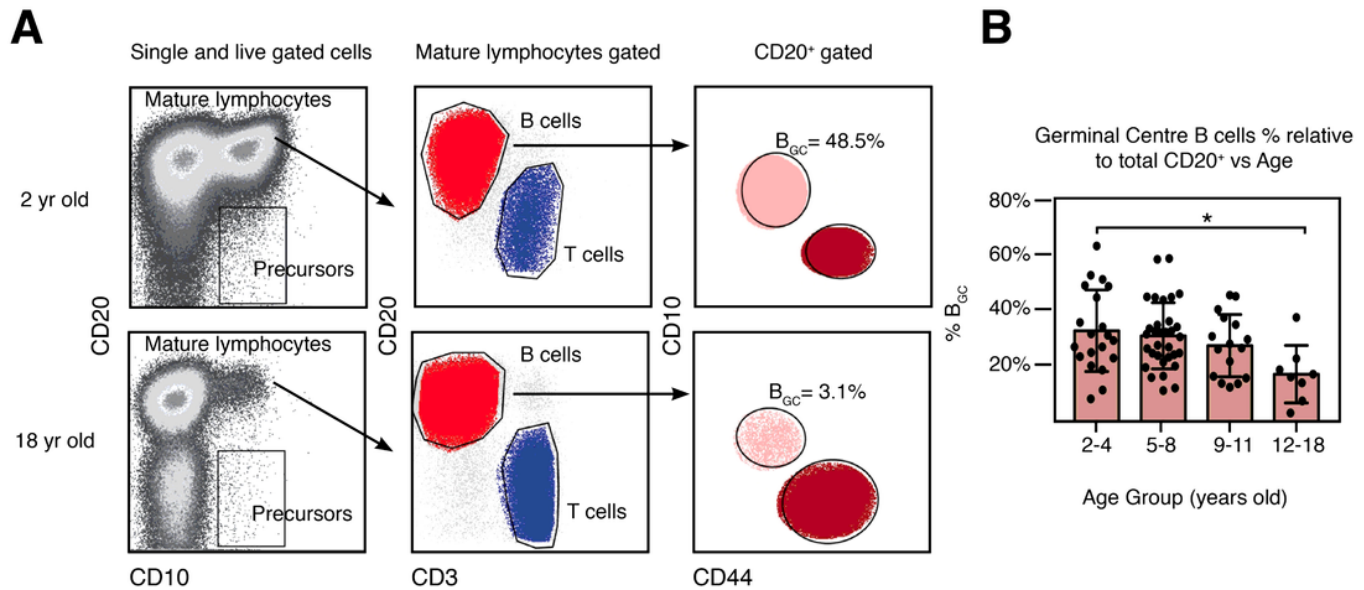 A
Single and live gated cells
Mature lymphocytes gated
CD20⁺ gated
2 yr old
Mature lymphocytes
Precursors
CD20
B cells
T cells
CD20
B_GC= 48.5%
CD10
18 yr old
Mature lymphocytes
Precursors
CD10
B cells
T cells
CD3
B_GC= 3.1%
CD44
B
Germinal Centre B cells % relative
to total CD20⁺ vs Age
% B_GC
80%
60%
40%
20%
*
2-4 5-8 9-11 12-18
Age Group (years old)